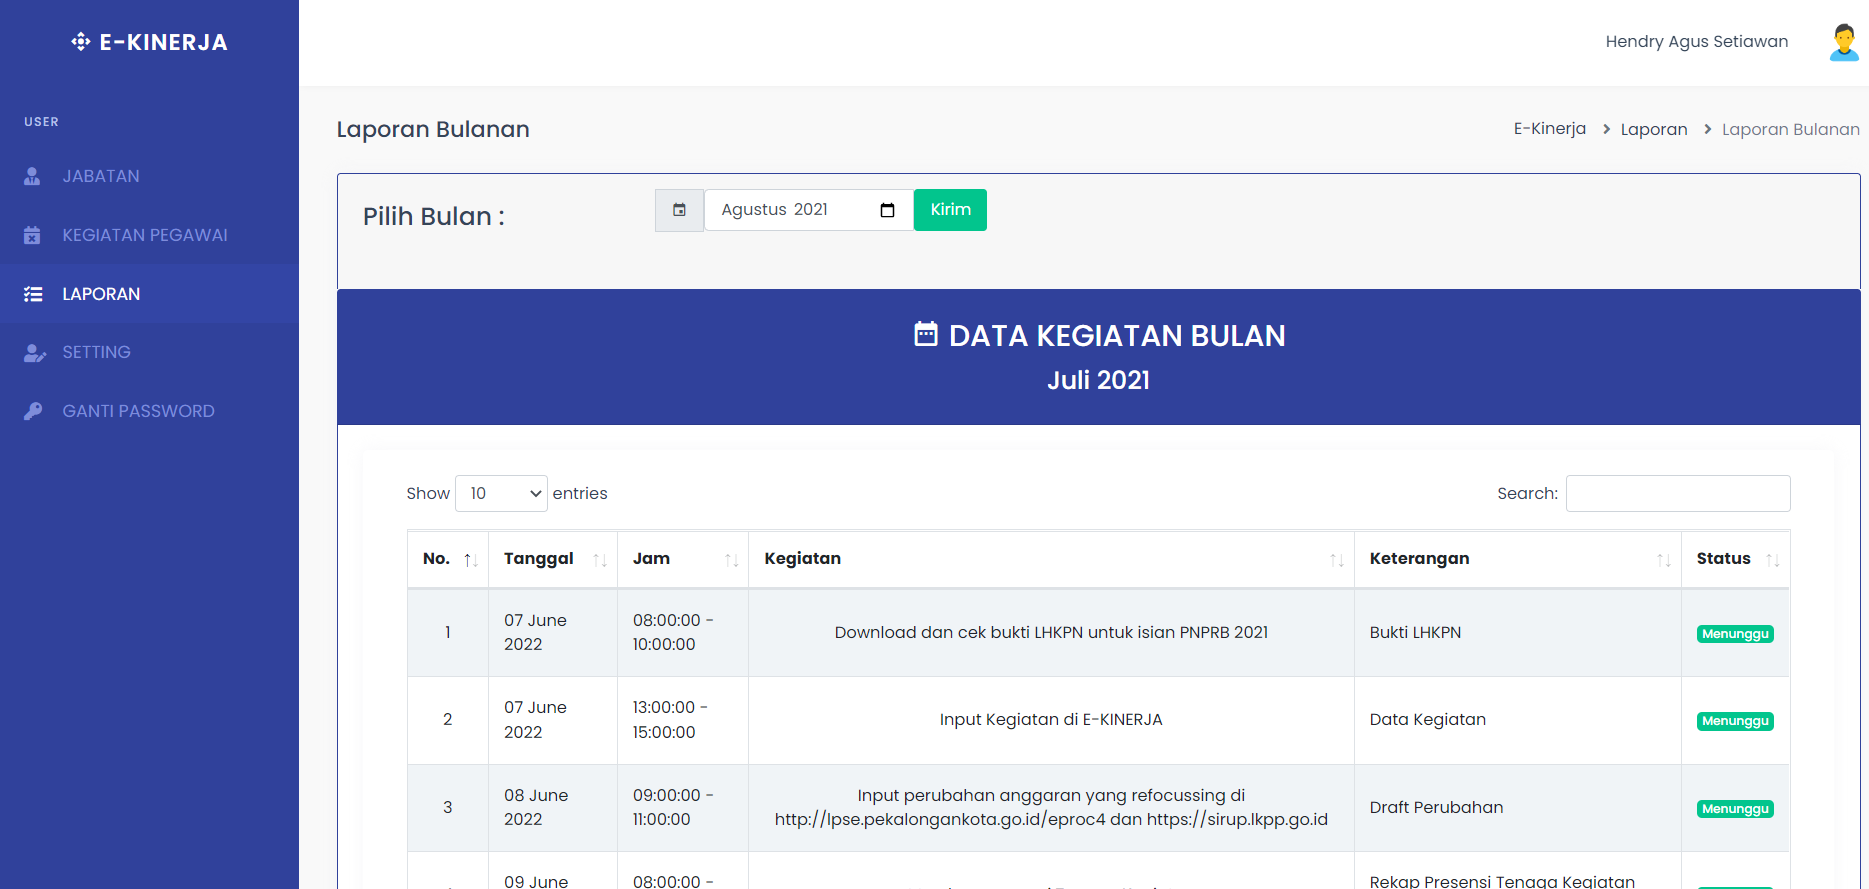 E-KINERJA
Hendry Agus Setiawan
USER
JABATAN
KEGIATAN PEGAWAI
LAPORAN
SETTING
GANTI PASSWORD
Laporan Bulanan
E-Kinerja > Laporan > Laporan Bulanan
Pilih Bulan :
Agustus 2021
Kirim
DATA KEGIATAN BULAN
Juli 2021
Show 10 entries
Search:
No. Tanggal Jam Kegiatan Keterangan Status
1 07 June 2022 08:00:00 - 10:00:00 Download dan cek bukti LHKPN untuk isian PNPRB 2021 Bukti LHKPN Menunggu
2 07 June 2022 13:00:00 - 15:00:00 Input Kegiatan di E-KINERJA Data Kegiatan Menunggu
3 08 June 2022 09:00:00 - 11:00:00 Input perubahan anggaran yang refocussing di
http://lpse.pekalongankota.go.id/eproc4 dan https://sirup.lkpp.go.id Draft Perubahan Menunggu
09 June 08:00:00 - Rekap Presensi Tenaga Kegiatan